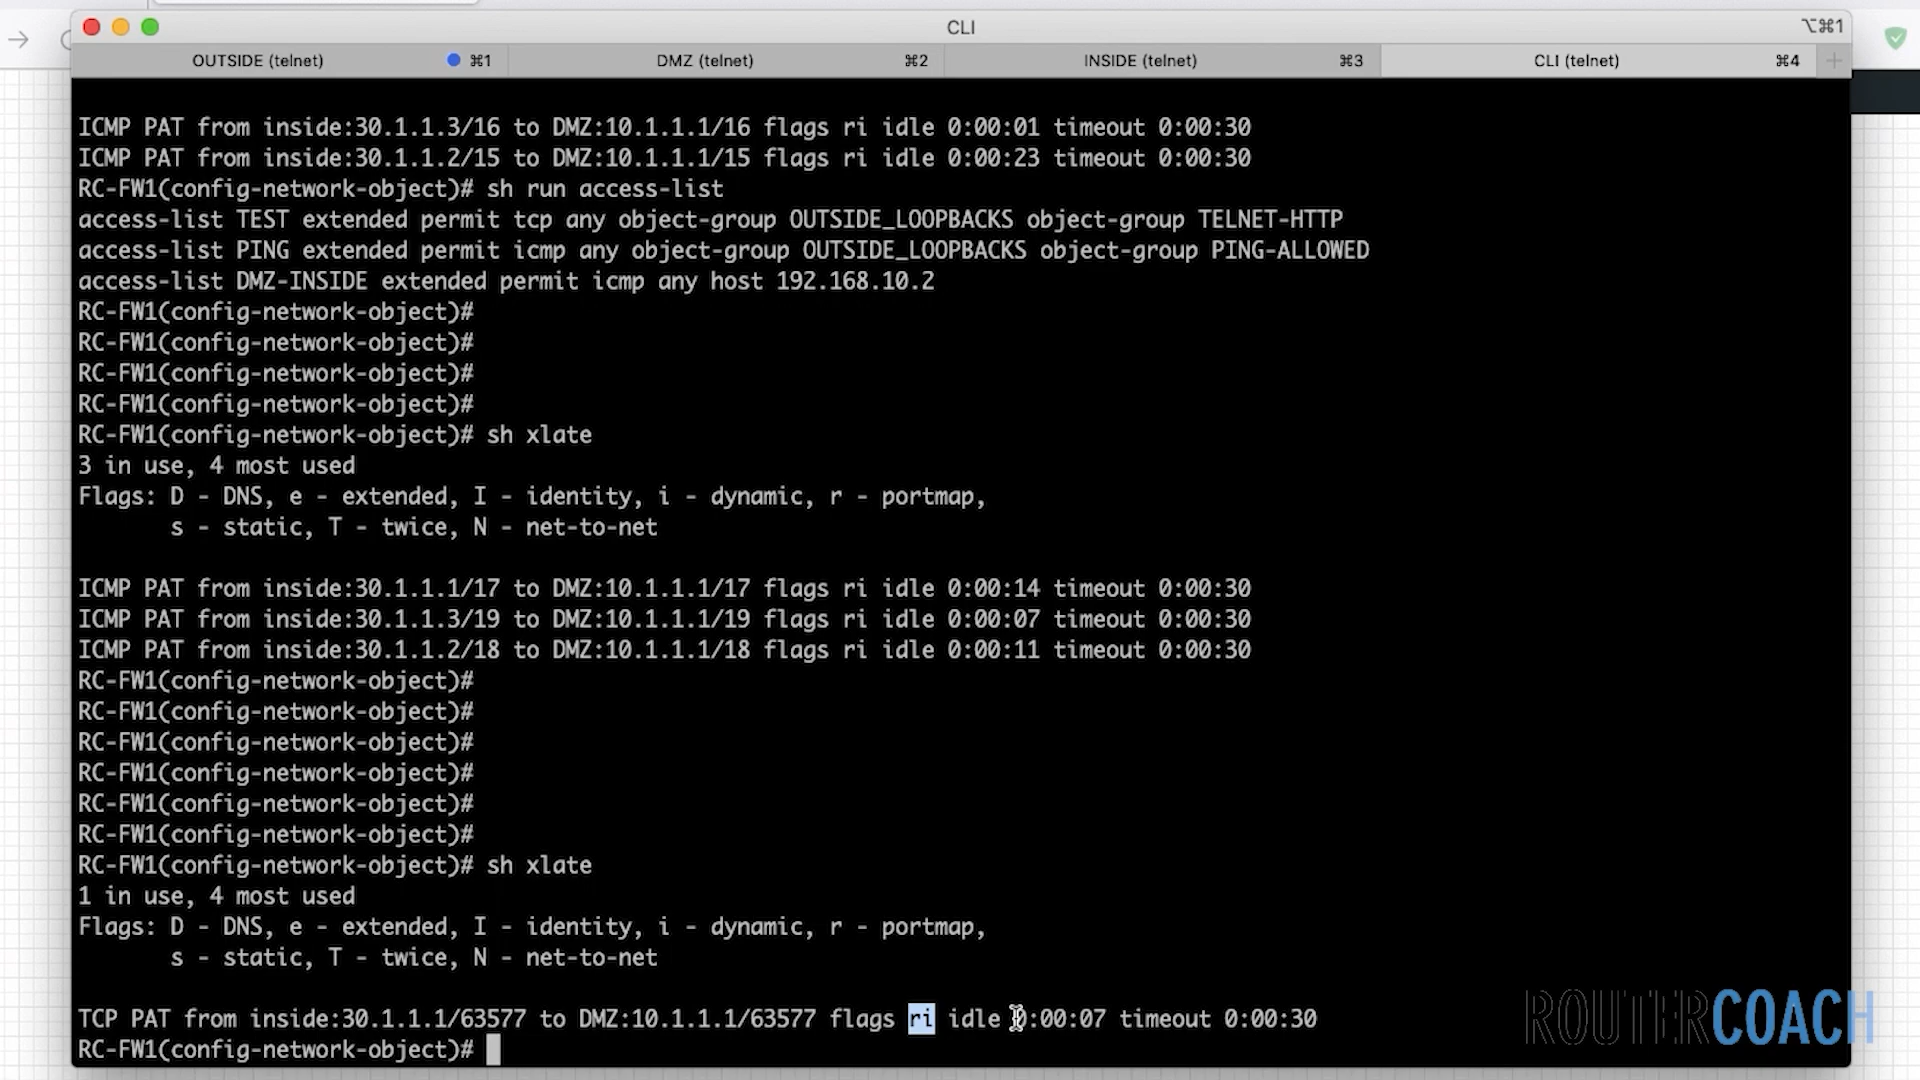 CLI
⌥⌘1
OUTSIDE (telnet) ⌘1 DMZ (telnet) ⌘2 INSIDE (telnet) ⌘3 CLI (telnet) ⌘4
ICMP PAT from inside:30.1.1.3/16 to DMZ:10.1.1.1/16 flags ri idle 0:00:01 timeout 0:00:30
ICMP PAT from inside:30.1.1.2/15 to DMZ:10.1.1.1/15 flags ri idle 0:00:23 timeout 0:00:30
RC-FW1(config-network-object)# sh run access-list
access-list TEST extended permit tcp any object-group OUTSIDE_LOOPBACKS object-group TELNET-HTTP
access-list PING extended permit icmp any object-group OUTSIDE_LOOPBACKS object-group PING-ALLOWED
access-list DMZ-INSIDE extended permit icmp any host 192.168.10.2
RC-FW1(config-network-object)#
RC-FW1(config-network-object)#
RC-FW1(config-network-object)#
RC-FW1(config-network-object)#
RC-FW1(config-network-object)# sh xlate
3 in use, 4 most used
Flags: D - DNS, e - extended, I - identity, i - dynamic, r - portmap,
s - static, T - twice, N - net-to-net
ICMP PAT from inside:30.1.1.1/17 to DMZ:10.1.1.1/17 flags ri idle 0:00:14 timeout 0:00:30
ICMP PAT from inside:30.1.1.3/19 to DMZ:10.1.1.1/19 flags ri idle 0:00:07 timeout 0:00:30
ICMP PAT from inside:30.1.1.2/18 to DMZ:10.1.1.1/18 flags ri idle 0:00:11 timeout 0:00:30
RC-FW1(config-network-object)#
RC-FW1(config-network-object)#
RC-FW1(config-network-object)#
RC-FW1(config-network-object)#
RC-FW1(config-network-object)#
RC-FW1(config-network-object)#
RC-FW1(config-network-object)# sh xlate
1 in use, 4 most used
Flags: D - DNS, e - extended, I - identity, i - dynamic, r - portmap,
s - static, T - twice, N - net-to-net
TCP PAT from inside:30.1.1.1/63577 to DMZ:10.1.1.1/63577 flags ri idle 0:00:07 timeout 0:00:30
RC-FW1(config-network-object)#
ROUTERCOACH